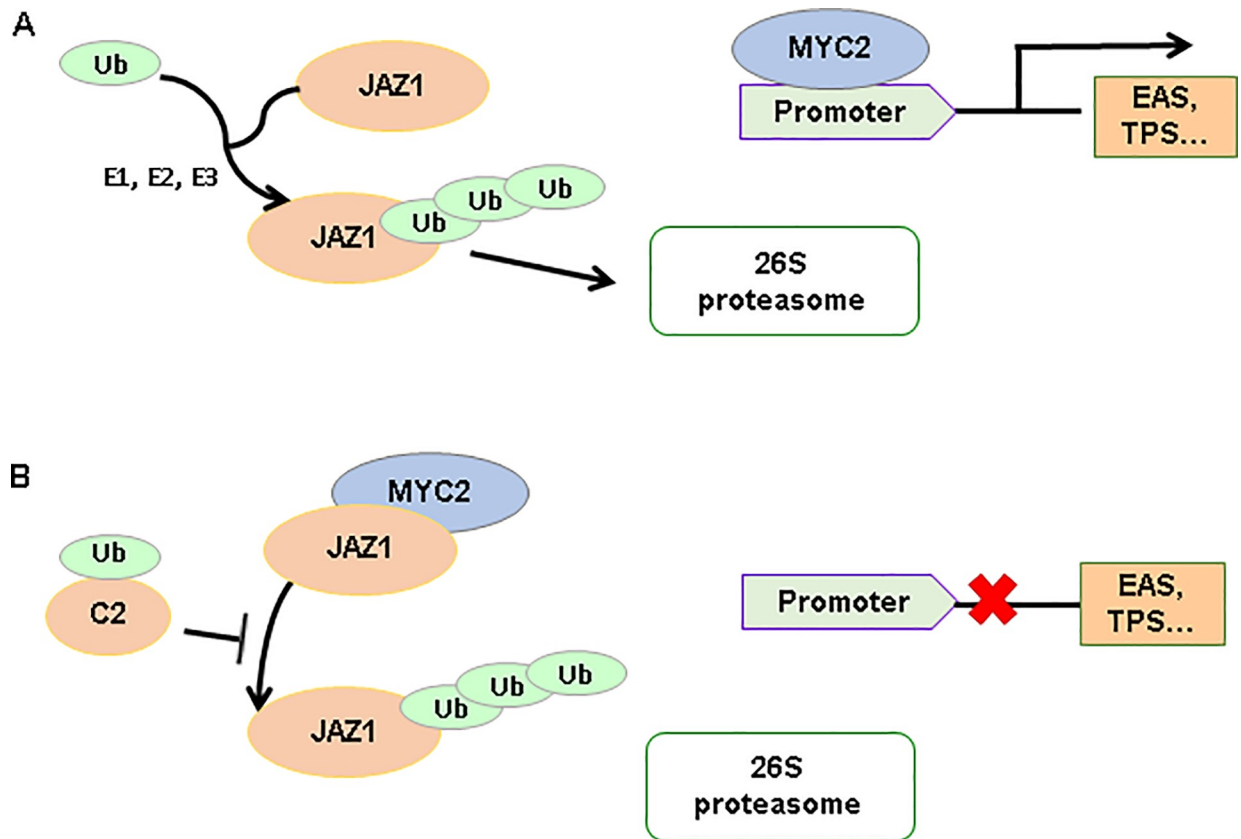 A
Ub
JAZ1
MYC2
Promoter
EAS,
TPS...
E1, E2, E3
JAZ1
Ub
Ub
Ub
26S
proteasome
B
MYC2
JAZ1
Ub
C2
Promoter
EAS,
TPS...
JAZ1
Ub
Ub
Ub
26S
proteasome